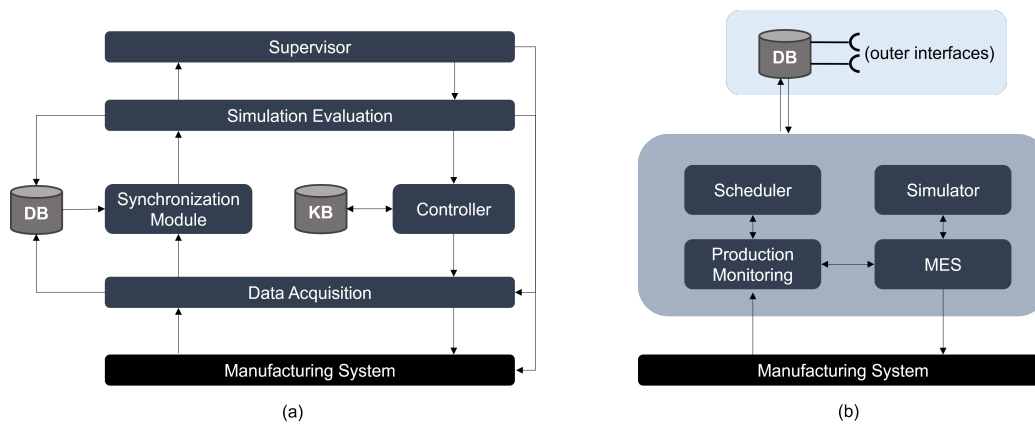 Supervisor
Simulation Evaluation
DB
Synchronization
Module
KB
Controller
Data Acquisition
Manufacturing System
(a)
DB
(outer interfaces)
Scheduler
Simulator
Production
Monitoring
MES
Manufacturing System
(b)